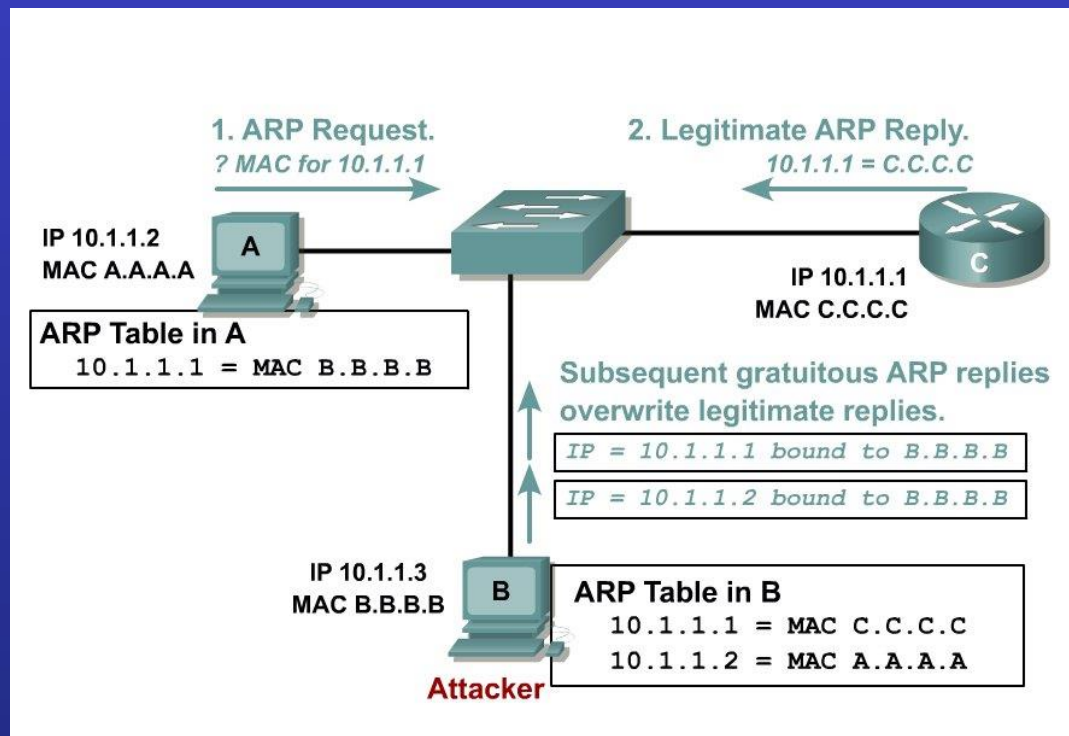 1. ARP Request.
? MAC for 10.1.1.1
2. Legitimate ARP Reply.
10.1.1.1 = C.C.C.C
IP 10.1.1.2
MAC A.A.A.A
A
C
IP 10.1.1.1
MAC C.C.C.C
ARP Table in A
10.1.1.1 = MAC B.B.B.B
Subsequent gratuitous ARP replies
overwrite legitimate replies.
IP = 10.1.1.1 bound to B.B.B.B
IP = 10.1.1.2 bound to B.B.B.B
IP 10.1.1.3
MAC B.B.B.B
B
Attacker
ARP Table in B
10.1.1.1 = MAC C.C.C.C
10.1.1.2 = MAC A.A.A.A